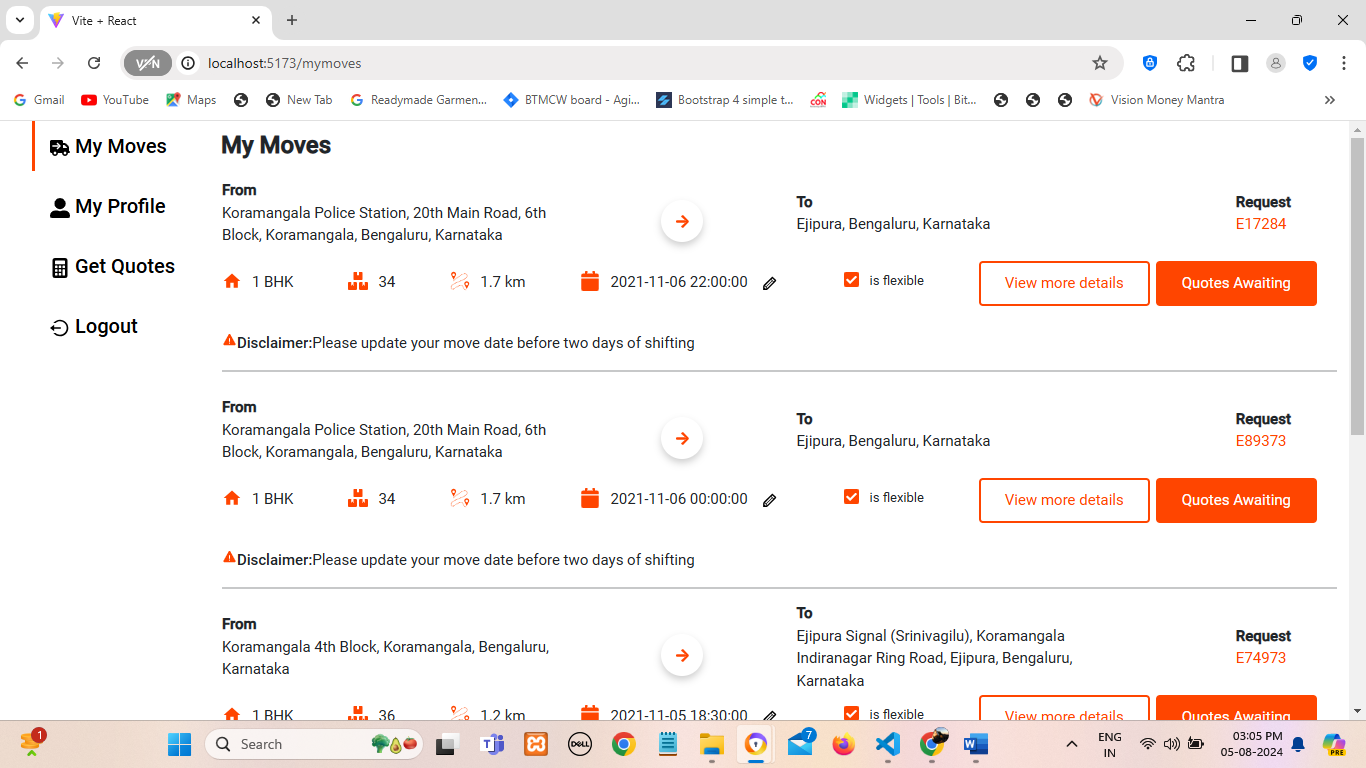 Vite + React
VPN
localhost:5173/mymoves
Gmail
YouTube
Maps
New Tab
Readymade Garmen...
BTMCW board - Agi...
Bootstrap 4 simple t...
CON
Widgets | Tools | Bit...
Vision Money Mantra
My Moves
My Profile
Get Quotes
Logout
My Moves
From
Koramangala Police Station, 20th Main Road, 6th
Block, Koramangala, Bengaluru, Karnataka
To
Ejipura, Bengaluru, Karnataka
Request
E17284
1 BHK
34
1.7 km
2021-11-06 22:00:00
is flexible
View more details
Quotes Awaiting
Disclaimer:Please update your move date before two days of shifting
From
Koramangala Police Station, 20th Main Road, 6th
Block, Koramangala, Bengaluru, Karnataka
To
Ejipura, Bengaluru, Karnataka
Request
E89373
1 BHK
34
1.7 km
2021-11-06 00:00:00
is flexible
View more details
Quotes Awaiting
Disclaimer:Please update your move date before two days of shifting
From
Koramangala 4th Block, Koramangala, Bengaluru,
Karnataka
To
Ejipura Signal (Srinivagilu), Koramangala
Indiranagar Ring Road, Ejipura, Bengaluru,
Karnataka
Request
E74973
1 BHK
36
1.2 km
2021-11-05 18:30:00
is flexible
View more details
Quotes Awaiting
1
Search
DELL
7
ENG
IN
03:05 PM
05-08-2024
PRE